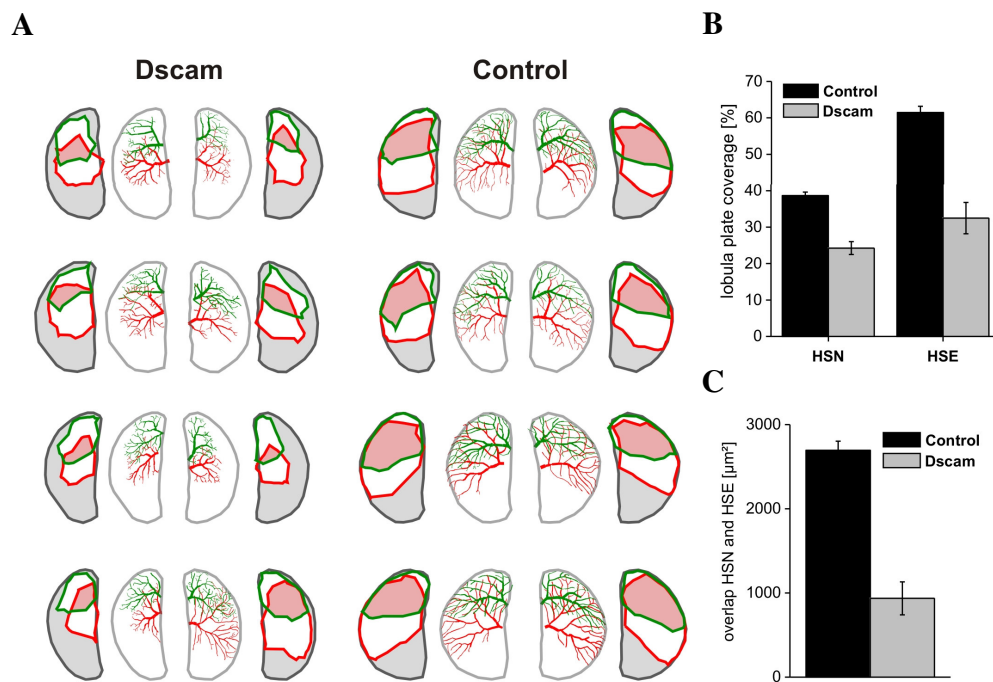 A
Dscam
Control
B
lobula plate coverage [%]
70
60
50
40
30
20
10
0
Control
Dscam
HSN
HSE
C
overlap HSN and HSE [µm²]
3000
2000
1000
0
Control
Dscam